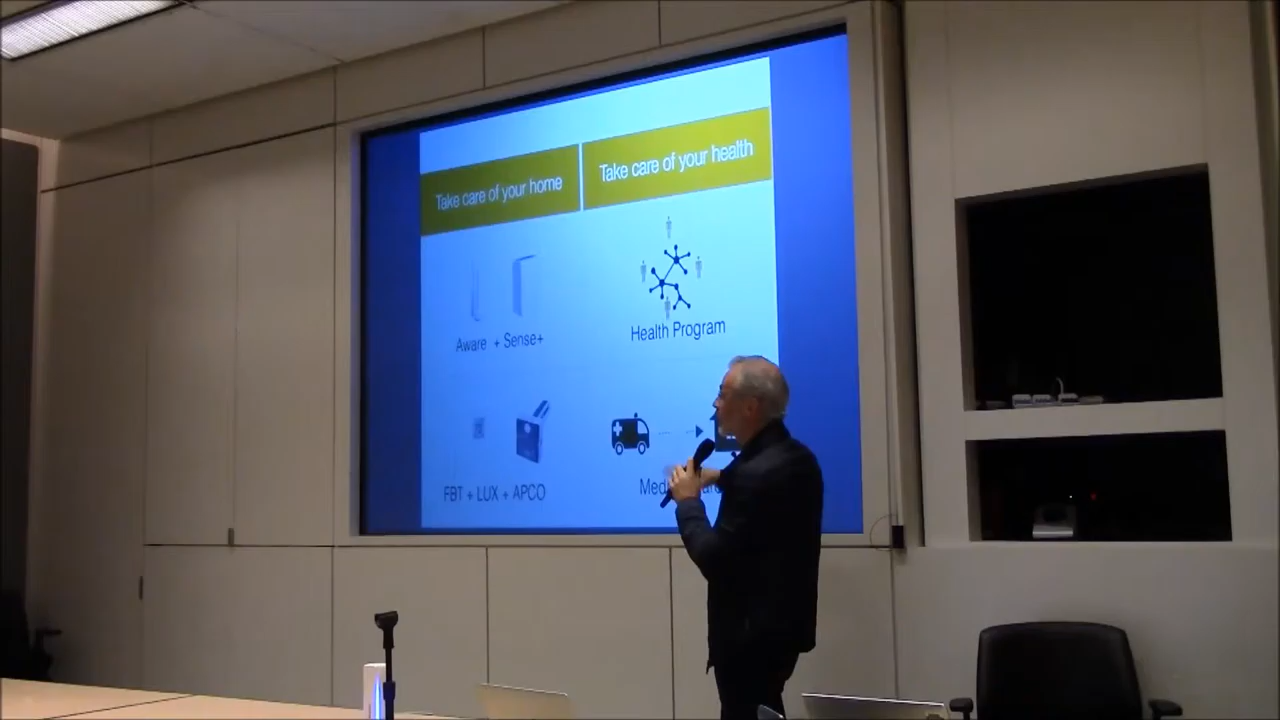 Take care of your home
Take care of your health
Aware + Sense+
Health Program
FBT + LUX + APCO